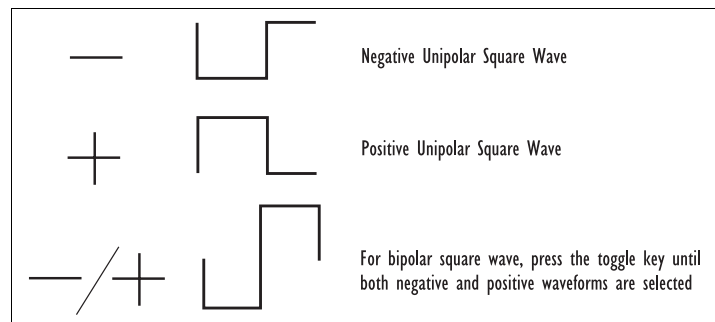 Negative Unipolar Square Wave
Positive Unipolar Square Wave
For bipolar square wave, press the toggle key until
both negative and positive waveforms are selected